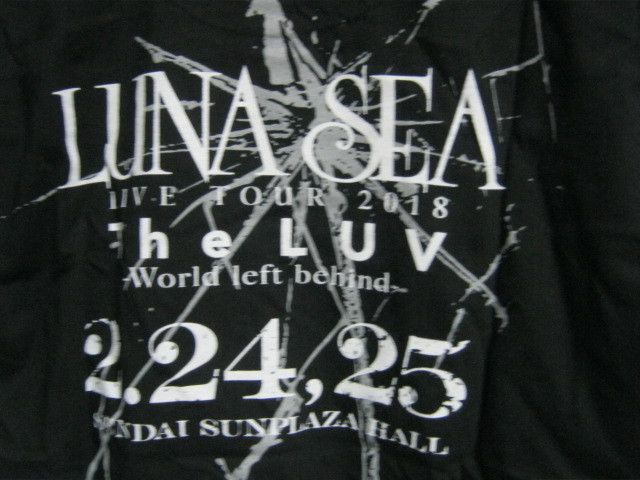 LUNA SEA
LIVE TOUR 2018
The LUV
-World left behind-
2.24,25
SENDAI SUNPLAZA HALL